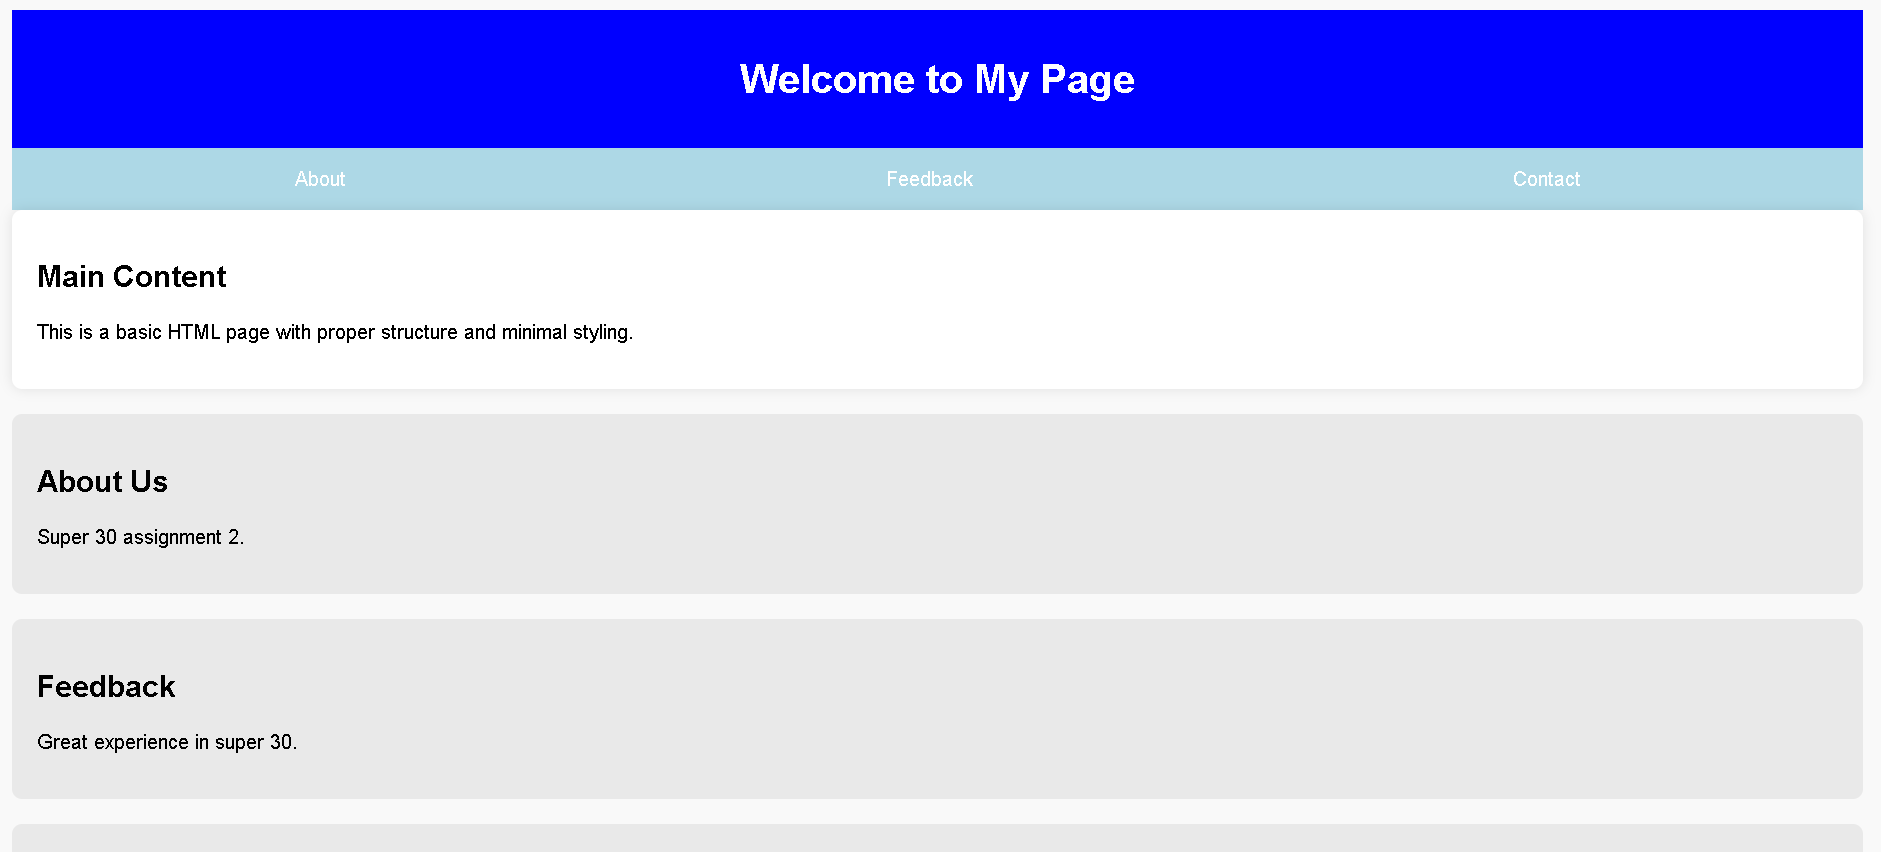 Welcome to My Page
About Feedback Contact
Main Content
This is a basic HTML page with proper structure and minimal styling.
About Us
Super 30 assignment 2.
Feedback
Great experience in super 30.